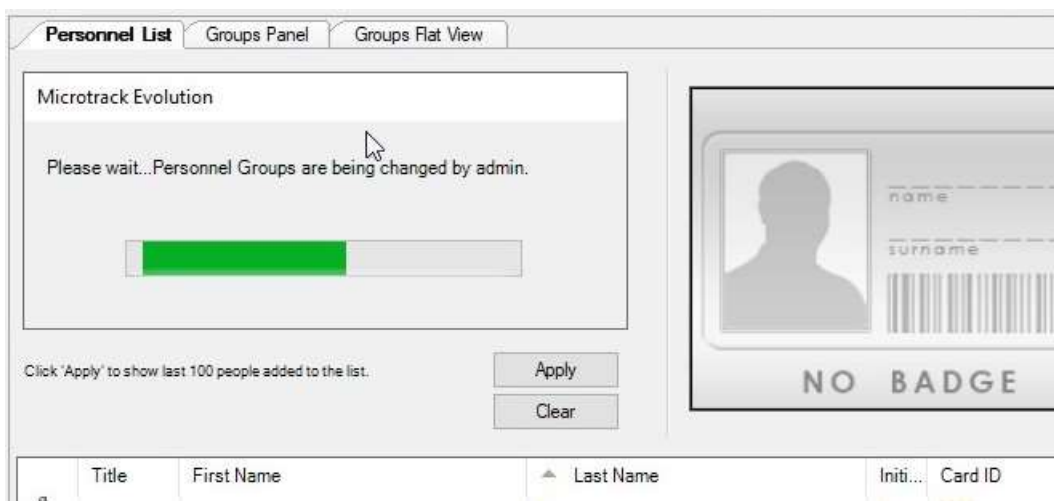 Personnel List Groups Panel Groups Flat View
Microtrack Evolution
Please wait...Personnel Groups are being changed by admin.
name
surname
NO BADGE
Click 'Apply' to show last 100 people added to the list.
Apply
Clear
Title First Name Last Name Initi... Card ID